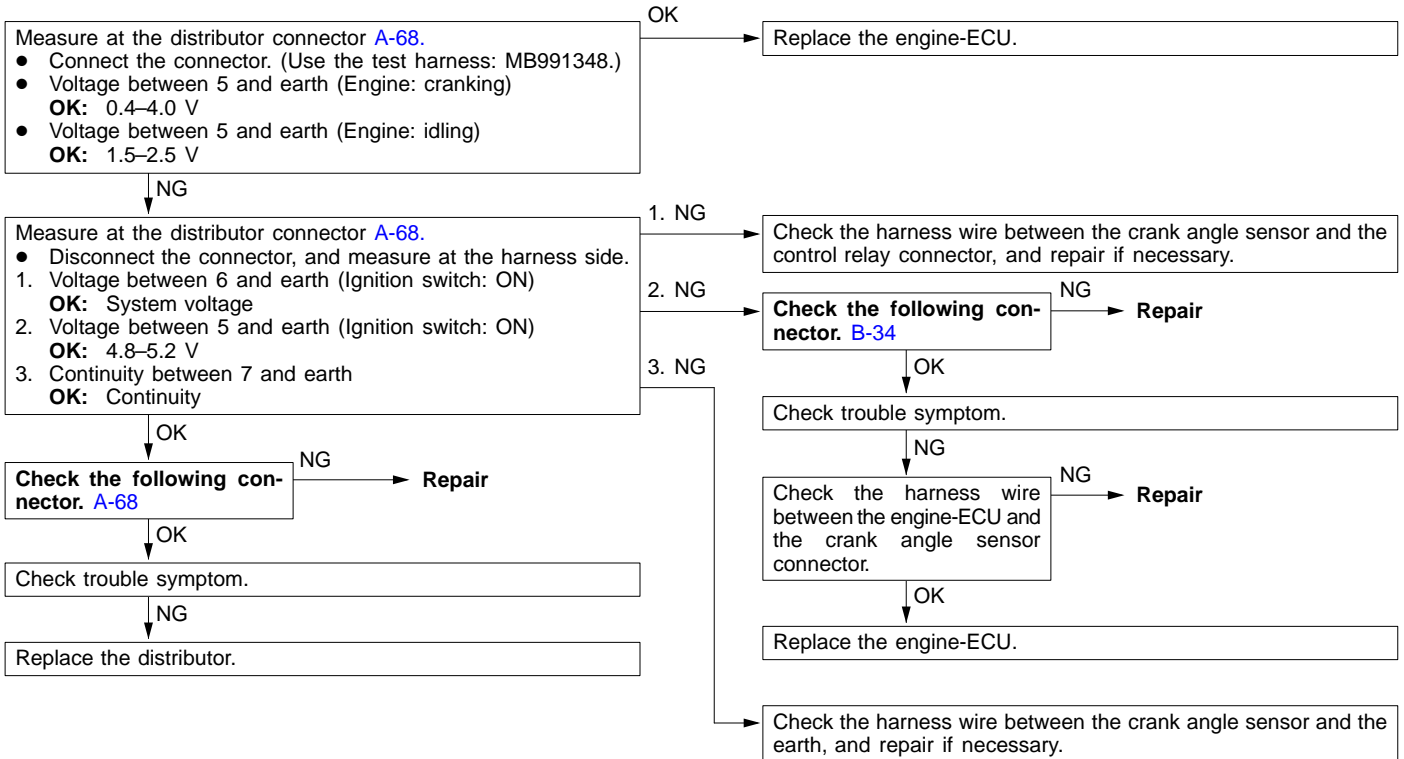 Measure at the distributor connector A-68.
● Connect the connector. (Use the test harness: MB991348.)
● Voltage between 5 and earth (Engine: cranking)
OK: 0.4–4.0 V
● Voltage between 5 and earth (Engine: idling)
OK: 1.5–2.5 V
OK
Replace the engine-ECU.
NG
Measure at the distributor connector A-68.
● Disconnect the connector, and measure at the harness side.
1. Voltage between 6 and earth (Ignition switch: ON)
OK: System voltage
2. Voltage between 5 and earth (Ignition switch: ON)
OK: 4.8–5.2 V
3. Continuity between 7 and earth
OK: Continuity
1. NG
Check the harness wire between the crank angle sensor and the
control relay connector, and repair if necessary.
2. NG
Check the following con-
nector. B-34
NG
Repair
OK
Check trouble symptom.
NG
Check the harness wire
between the engine-ECU and
the crank angle sensor
connector.
NG
Repair
OK
Replace the engine-ECU.
3. NG
Check the harness wire between the crank angle sensor and the
earth, and repair if necessary.
OK
Check the following con-
nector. A-68
NG
Repair
OK
Check trouble symptom.
NG
Replace the distributor.